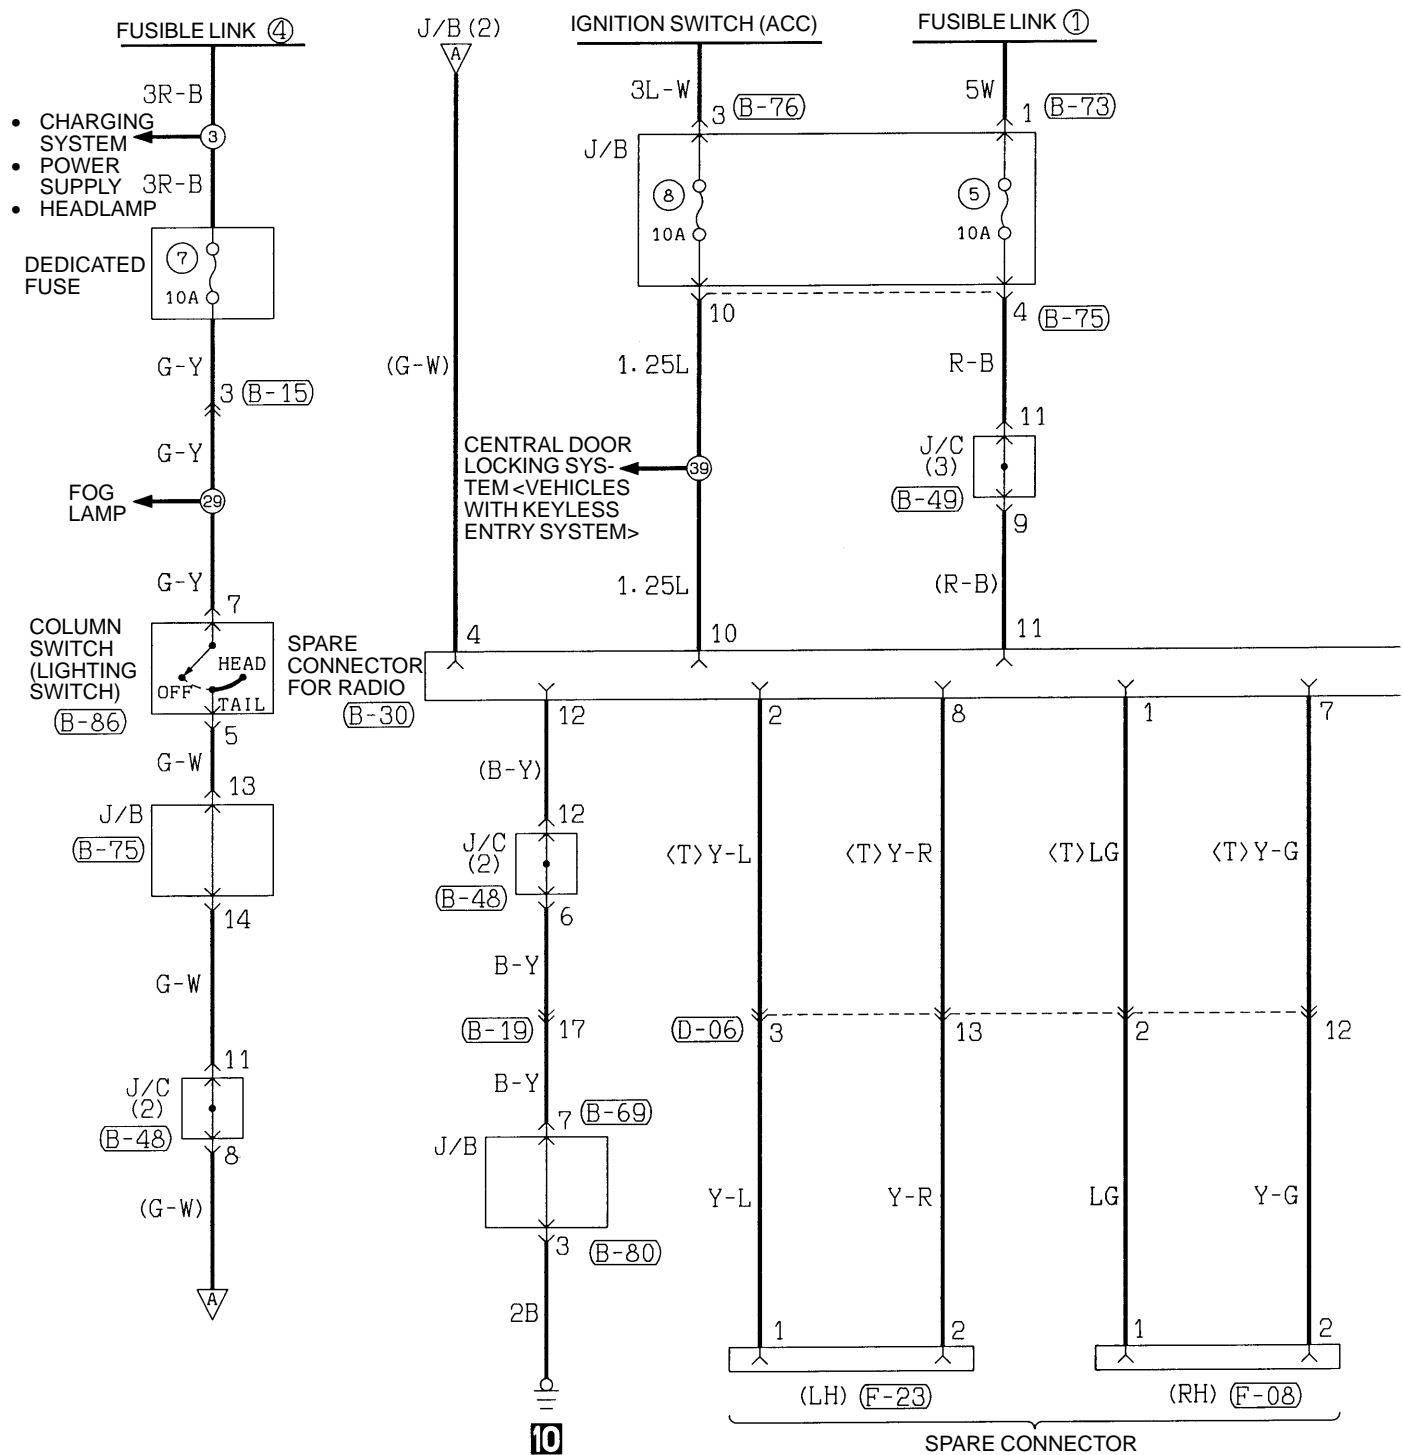 FUSIBLE LINK ④
J/B (2)
IGNITION SWITCH (ACC)
FUSIBLE LINK ①
A
3R-B
3L-W
5W
3 (B-76)
1 (B-73)
• CHARGING
SYSTEM
• POWER
SUPPLY
• HEADLAMP
3
3R-B
J/B
8
10A
5
10A
DEDICATED
FUSE
7
10A
10
4 (B-75)
G-Y
(G-W)
1.25L
R-B
3 (B-15)
11
G-Y
CENTRAL DOOR
LOCKING SYS-
TEM <VEHICLES
WITH KEYLESS
ENTRY SYSTEM>
39
J/C
(3)
(B-49)
9
FOG
LAMP
29
G-Y
1.25L
(R-B)
7
4
10
11
COLUMN
SWITCH
(LIGHTING
SWITCH)
(B-86)
HEAD
OFF
TAIL
SPARE
CONNECTOR
FOR RADIO
(B-30)
5
12
2
8
1
7
G-W
(B-Y)
13
12
J/B
(B-75)
J/C
(2)
(B-48)
<T>Y-L
<T>Y-R
<T>LG
<T>Y-G
14
6
G-W
B-Y
(B-19)
17
(D-06)
3
13
2
12
11
B-Y
J/C
(2)
(B-48)
8
7 (B-69)
J/B
(G-W)
Y-L
Y-R
LG
Y-G
3 (B-80)
A
2B
1
2
1
2
(LH) (F-23)
(RH) (F-08)
10
SPARE CONNECTOR